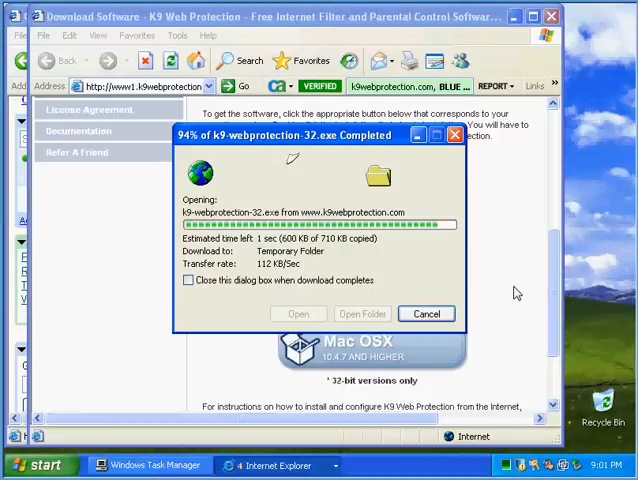 Download Software - K9 Web Protection - Free Internet Filter and Parental Control Softwar...
File Edit View Favorites Tools Help
Back Search Favorites
Address http://www1.k9webprotection Go ca VERIFIED k9webprotection.com, BLUE ... REPORT Links
License Agreement
Documentation
Refer A Friend
To get the software, click the appropriate button below that corresponds to your
You will have to
94% of k9-webprotection-32.exe Completed
Opening:
k9-webprotection-32.exe from www.k9webprotection.com
Estimated time left 1 sec (600 KB of 710 KB copied)
Download to: Temporary Folder
Transfer rate: 112 KB/Sec
Close this dialog box when download completes
Open Open Folder Cancel
Mac OSX
10.4.7 AND HIGHER
* 32-bit versions only
For instructions on how to install and configure K9 Web Protection from the Internet,
Recycle Bin
Internet
start Windows Task Manager 4 Internet Explorer 9:01 PM